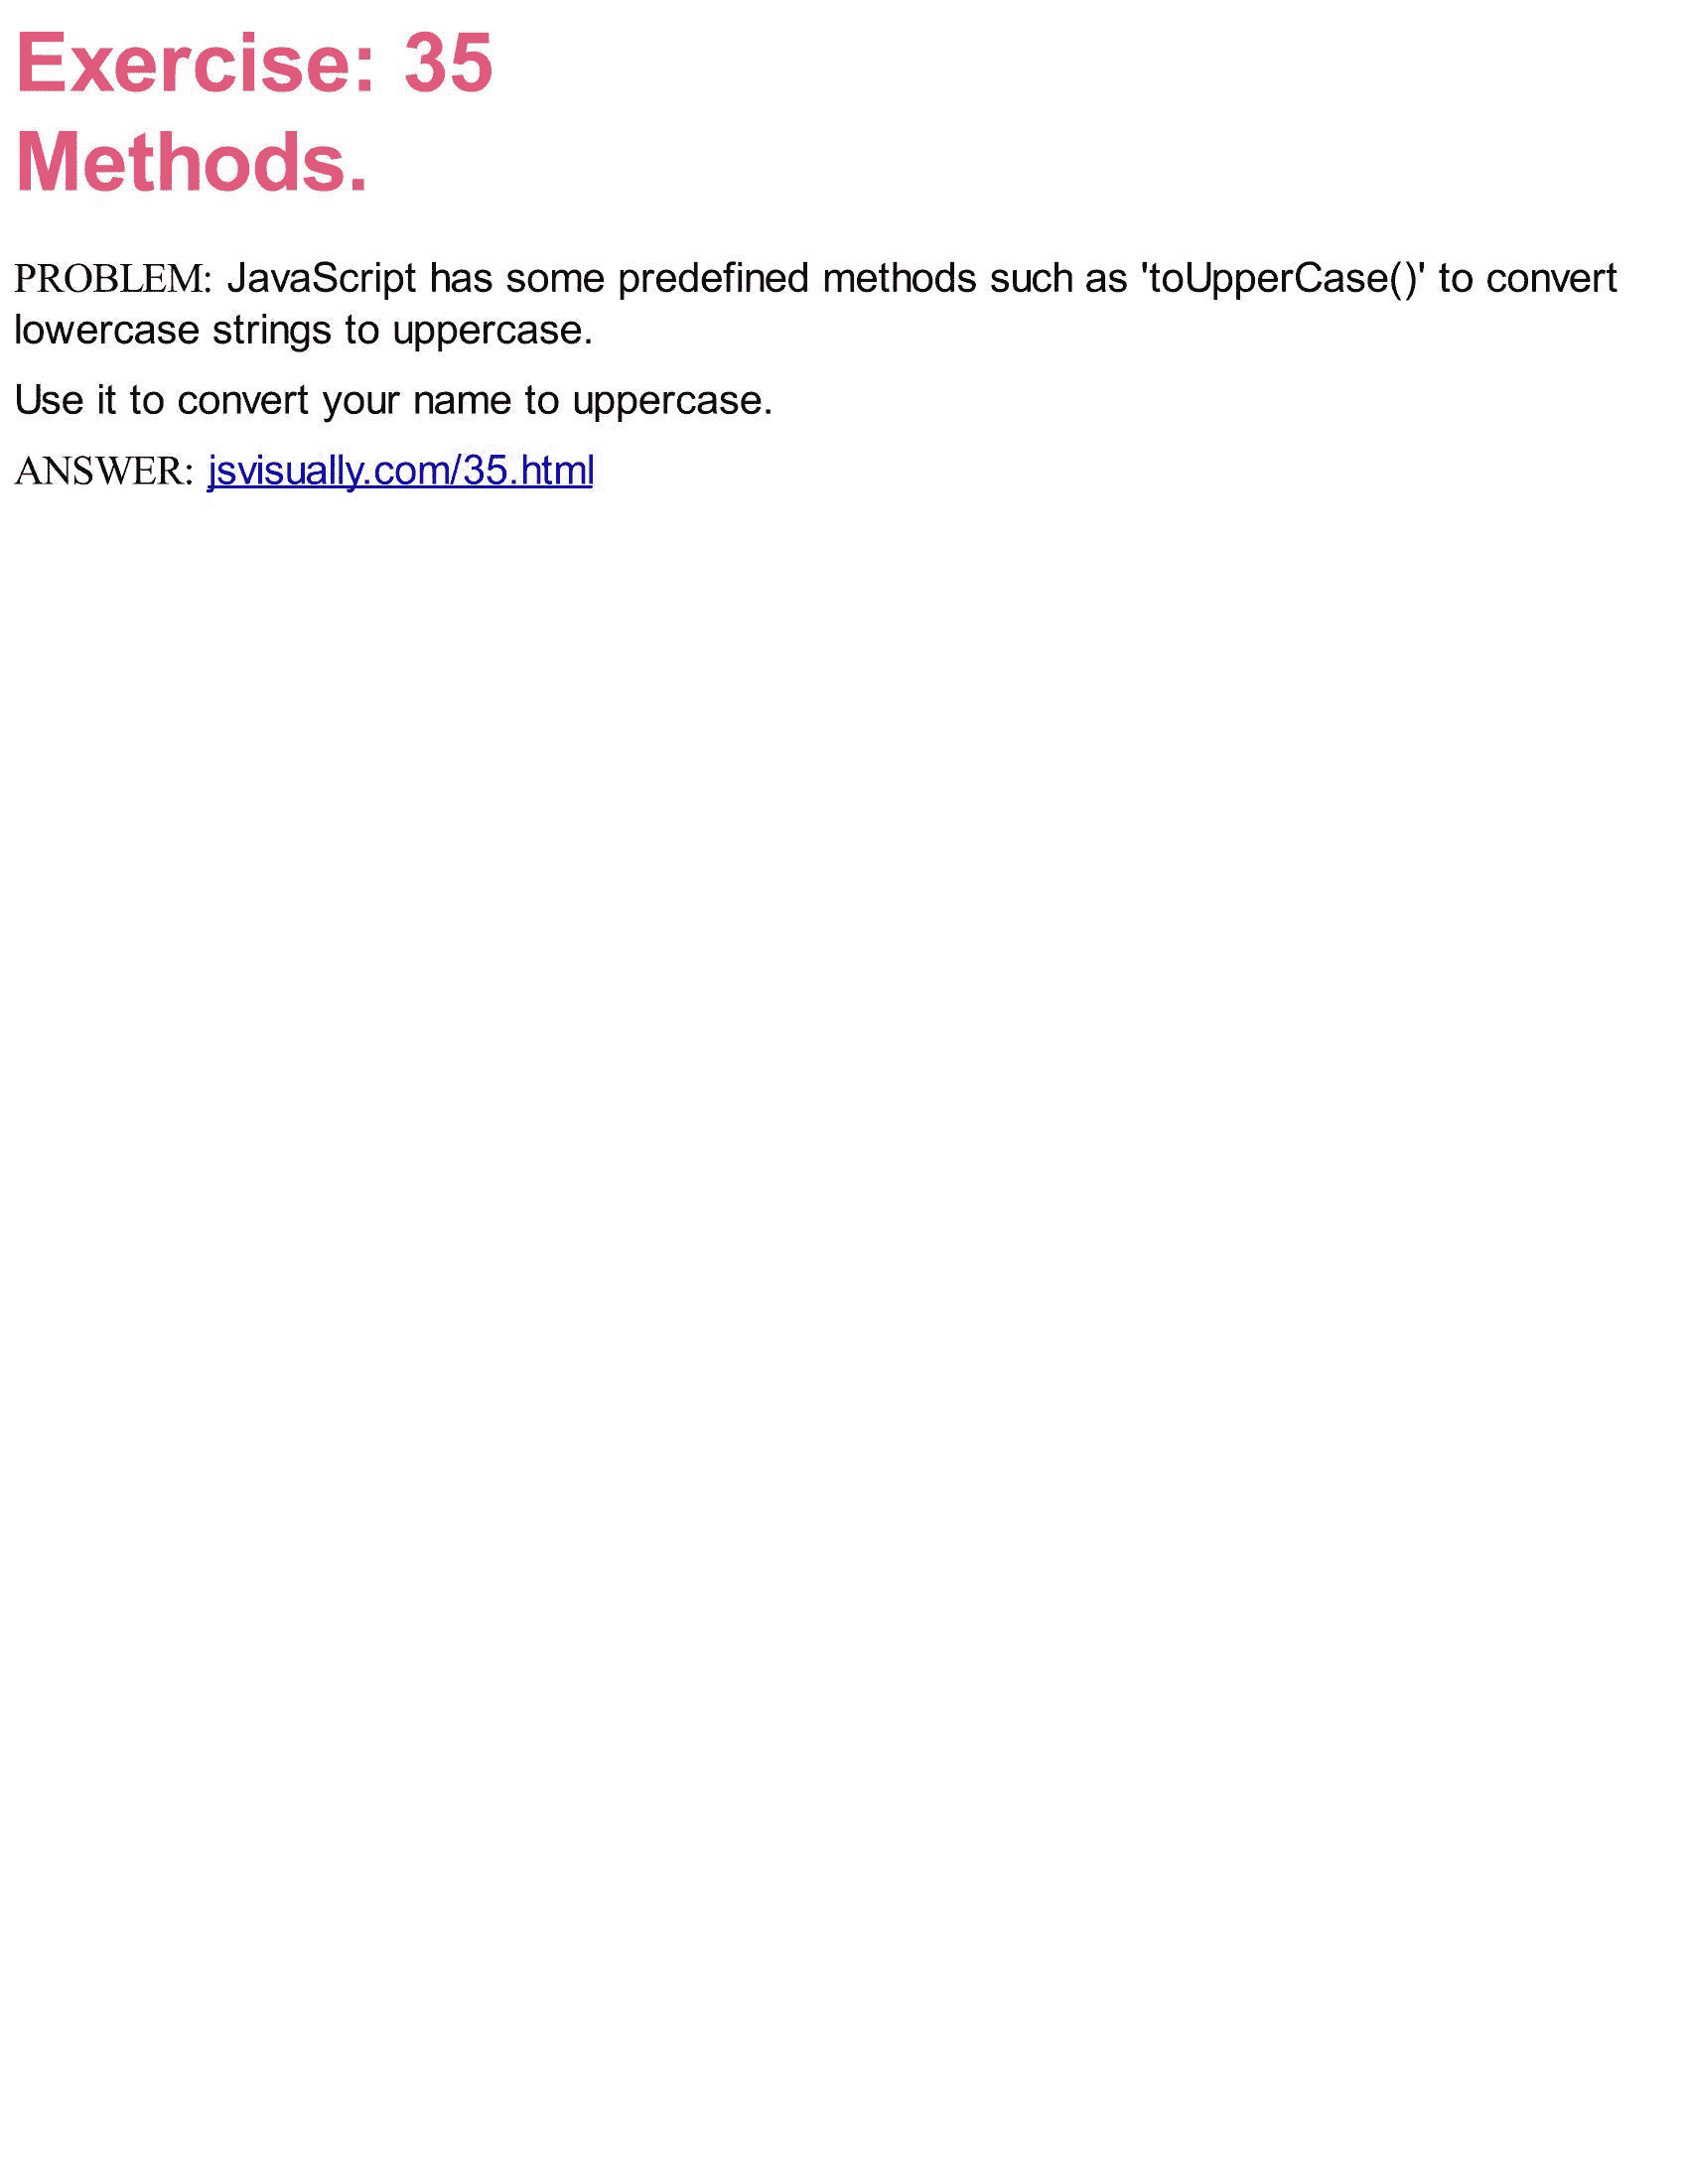 Exercise: 35
Methods.
PROBLEM: JavaScript has some predefined methods such as 'toUpperCase()' to convert
lowercase strings to uppercase.
Use it to convert your name to uppercase.
ANSWER: jsvisually.com/35.html